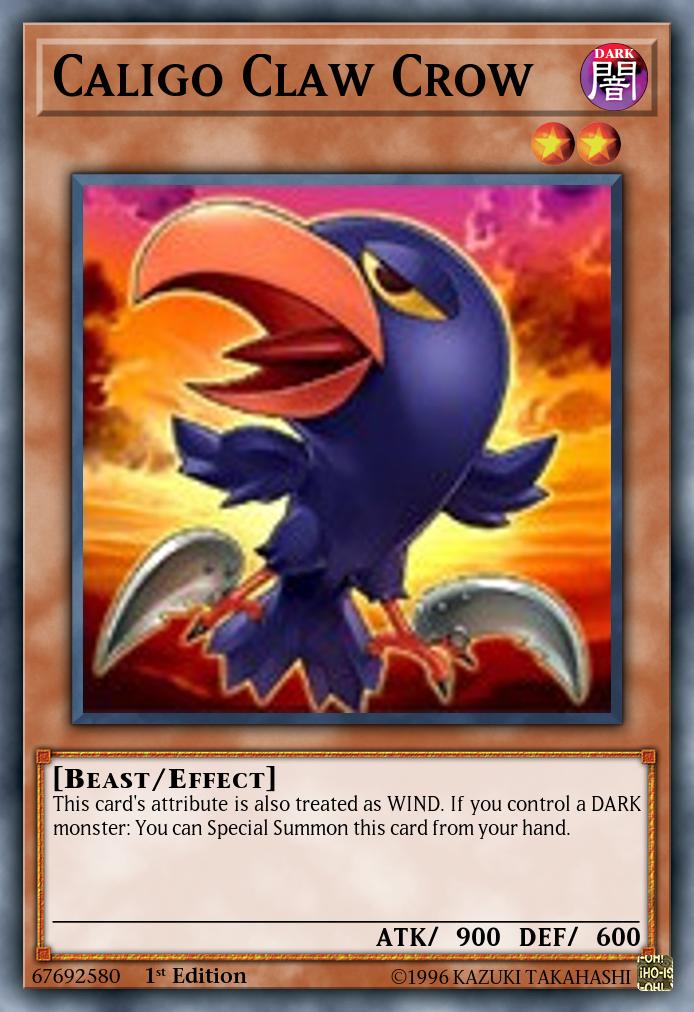 Caligo Claw Crow
DARK
闇
[Beast/Effect]
This card's attribute is also treated as WIND. If you control a DARK
monster: You can Special Summon this card from your hand.
ATK/ 900 DEF/ 600
67692580 1st Edition ©1996 KAZUKI TAKAHASHI